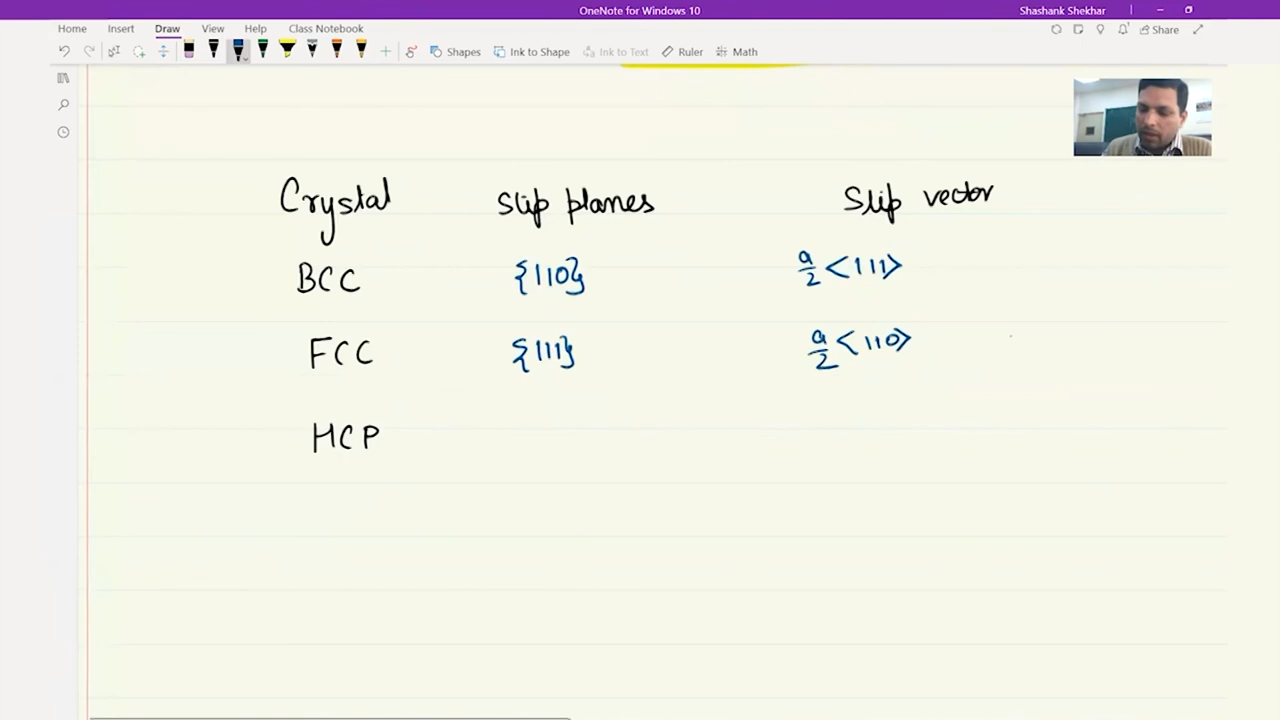 OneNote for Windows 10
Shashank Shekhar
Home Insert Draw View Help Class Notebook
Share
Shapes Ink to Shape Ink to Text Ruler Math
Crystal Slip planes Slip vector
BCC {110} a/2 <111>
FCC {111} a/2 <110>
HCP